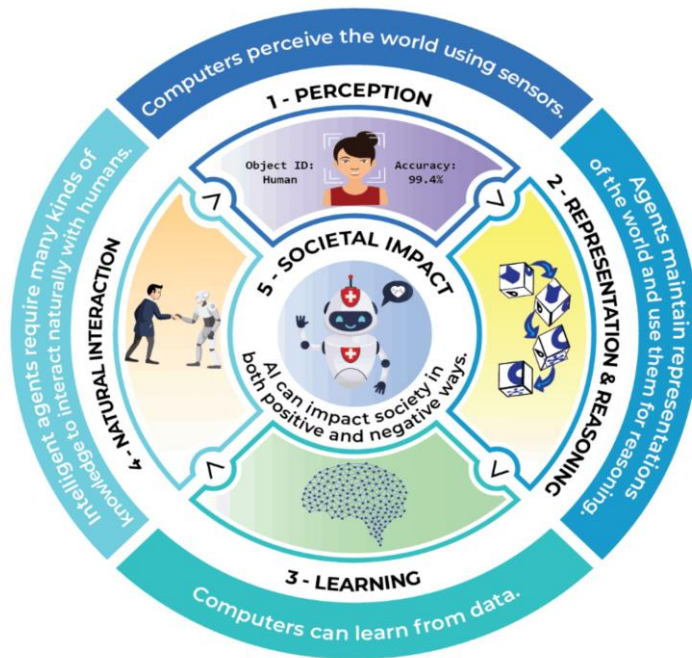 Computers perceive the world using sensors.
1 - PERCEPTION
Object ID:
Human
Accuracy:
99.4%
Agents maintain representations
of the world and use them for reasoning.
2 - REPRESENTATION & REASONING
3 - LEARNING
Computers can learn from data.
Intelligent agents require many kinds of
knowledge to interact naturally with humans.
4 - NATURAL INTERACTION
5 - SOCIETAL IMPACT
AI can impact society in
both positive and negative ways.